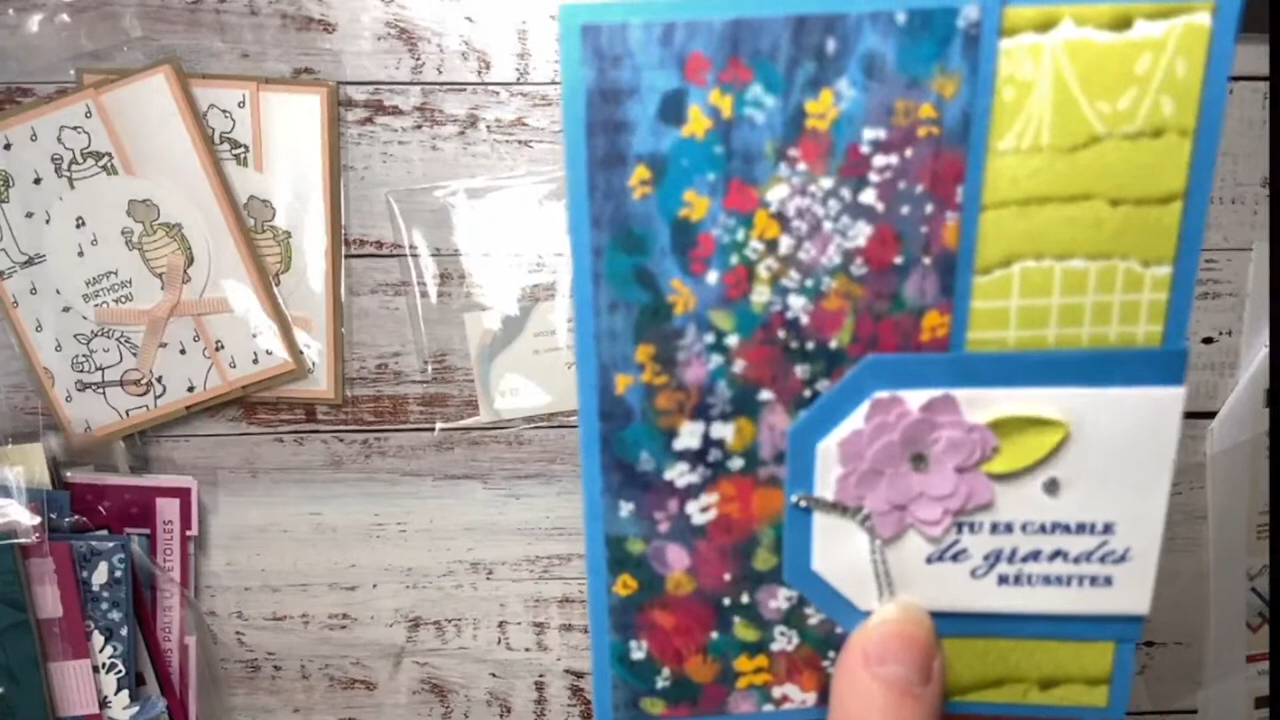 HAPPY
BIRTHDAY
TO YOU
TU ES CAPABLE
de grandes
RÉUSSITES